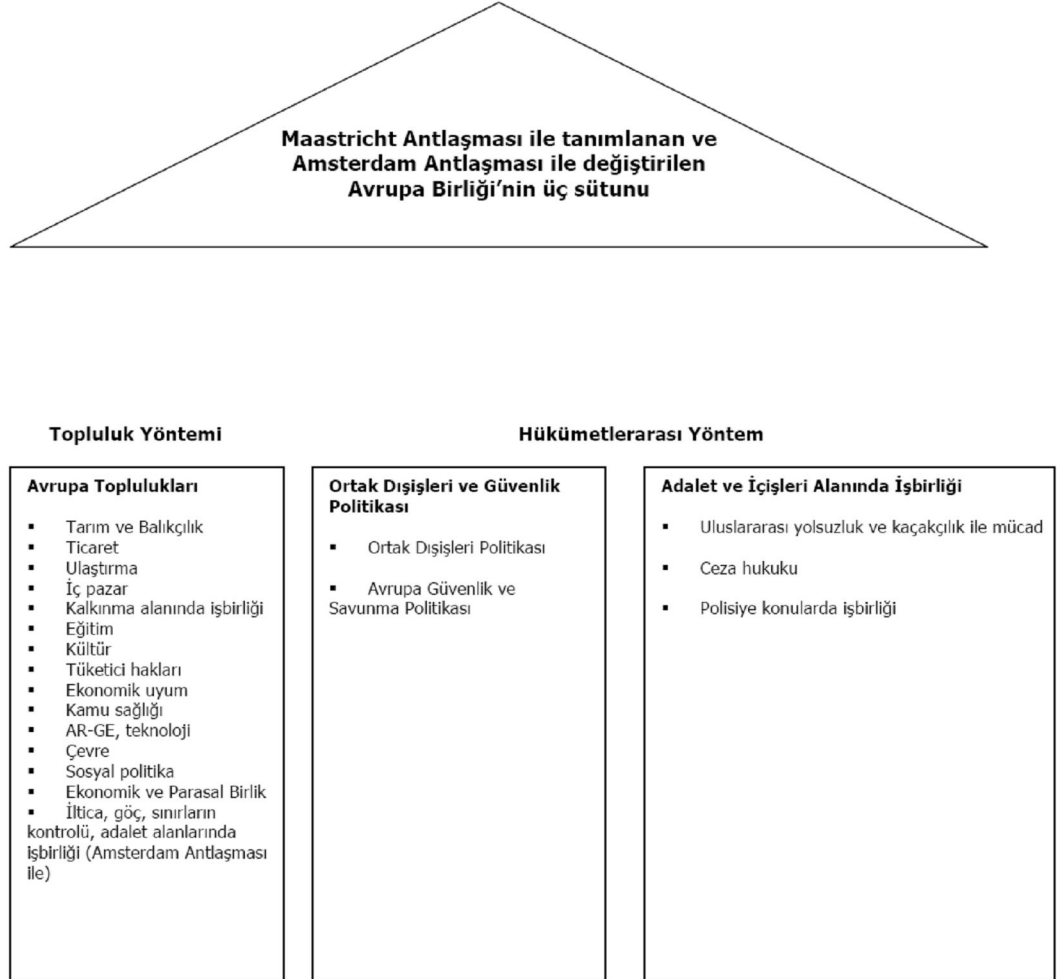 Maastricht Antlaşması ile tanımlanan ve
Amsterdam Antlaşması ile değiştirilen
Avrupa Birliği’nin üç sütunu
Topluluk Yöntemi
Hükümetlerarası Yöntem
Avrupa Toplulukları
▪ Tarım ve Balıkçılık
▪ Ticaret
▪ Ulaştırma
▪ İç pazar
▪ Kalkınma alanında işbirliği
▪ Eğitim
▪ Kültür
▪ Tüketici hakları
▪ Ekonomik uyum
▪ Kamu sağlığı
▪ AR-GE, teknoloji
▪ Çevre
▪ Sosyal politika
▪ Ekonomik ve Parasal Birlik
▪ İltica, göç, sınırların
kontrolü, adalet alanlarında
işbirliği (Amsterdam Antlaşması
ile)
Ortak Dışişleri ve Güvenlik
Politikası
▪ Ortak Dışişleri Politikası
▪ Avrupa Güvenlik ve
Savunma Politikası
Adalet ve İçişleri Alanında İşbirliği
▪ Uluslararası yolsuzluk ve kaçakçılık ile mücad
▪ Ceza hukuku
▪ Polisiye konularda işbirliği